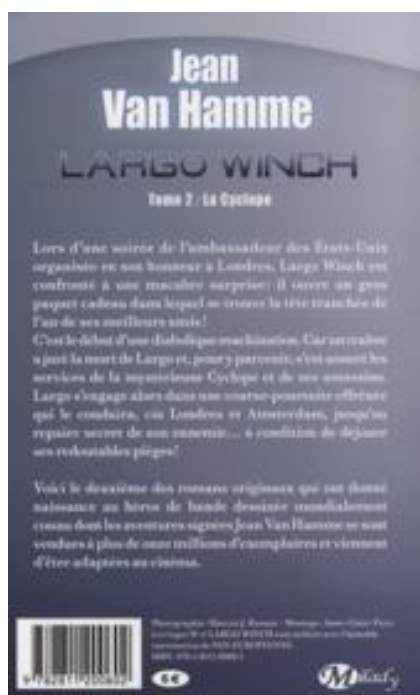 Jean
Van Hamme
LARGO WINCH
Tome 2 : La Cyclope
Lors d'une soirée de l'ambassadeur des États-Unis
organisée en son honneur à Londres, Largo Winch est
confronté à une macabre surprise : il ouvre un gros
paquet cadeau dans lequel se trouve la tête tranchée de
l'un de ses meilleurs amis !
C'est le début d'une diabolique machination. Car un traître
a juré la mort de Largo et, pour y parvenir, s'est assuré les
services de la mystérieuse Cyclope et de ses assassins.
Largo s'engage alors dans une course-poursuite effrénée
qui le conduira, via Londres et Amsterdam, jusqu'au
repaire secret de son ennemie... à condition de déjouer
ses redoutables pièges !
Voici le deuxième des romans originaux qui ont donné
naissance au héros de bande dessinée mondialement
connu dont les aventures signées Jean Van Hamme se sont
vendues à plus de onze millions d'exemplaires et viennent
d'être adaptées au cinéma.
6€
Milady